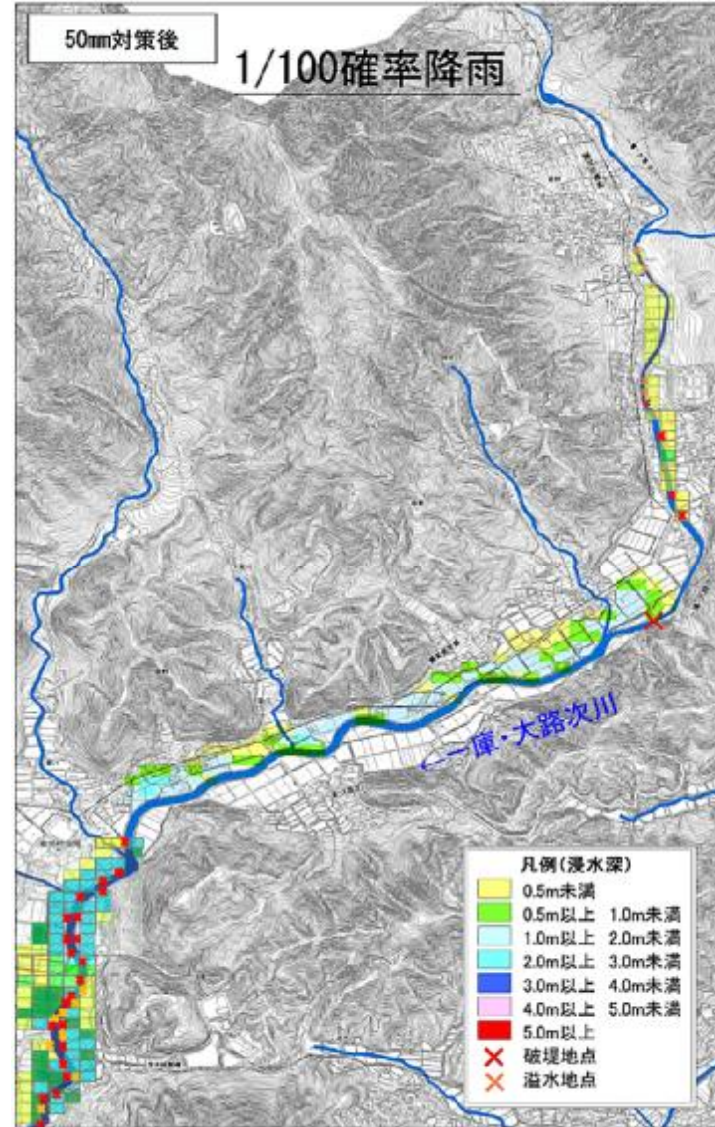 50mm対策後
1/100確率降雨
←一庫・大路次川
凡例(浸水深)
0.5m未満
0.5m以上 1.0m未満
1.0m以上 2.0m未満
2.0m以上 3.0m未満
3.0m以上 4.0m未満
4.0m以上 5.0m未満
5.0m以上
破堤地点
溢水地点